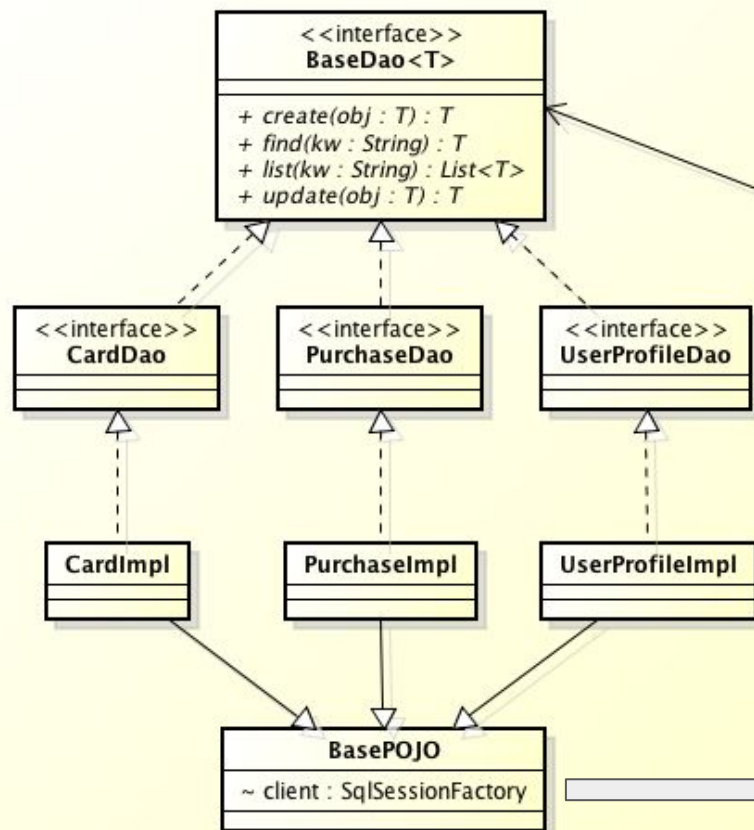 <<interface>>
BaseDao<T>
+ create(obj : T) : T
+ find(kw : String) : T
+ list(kw : String) : List<T>
+ update(obj : T) : T
<<interface>>
CardDao
<<interface>>
PurchaseDao
<<interface>>
UserProfileDao
CardImpl
PurchaseImpl
UserProfileImpl
BasePOJO
~ client : SqlSessionFactory